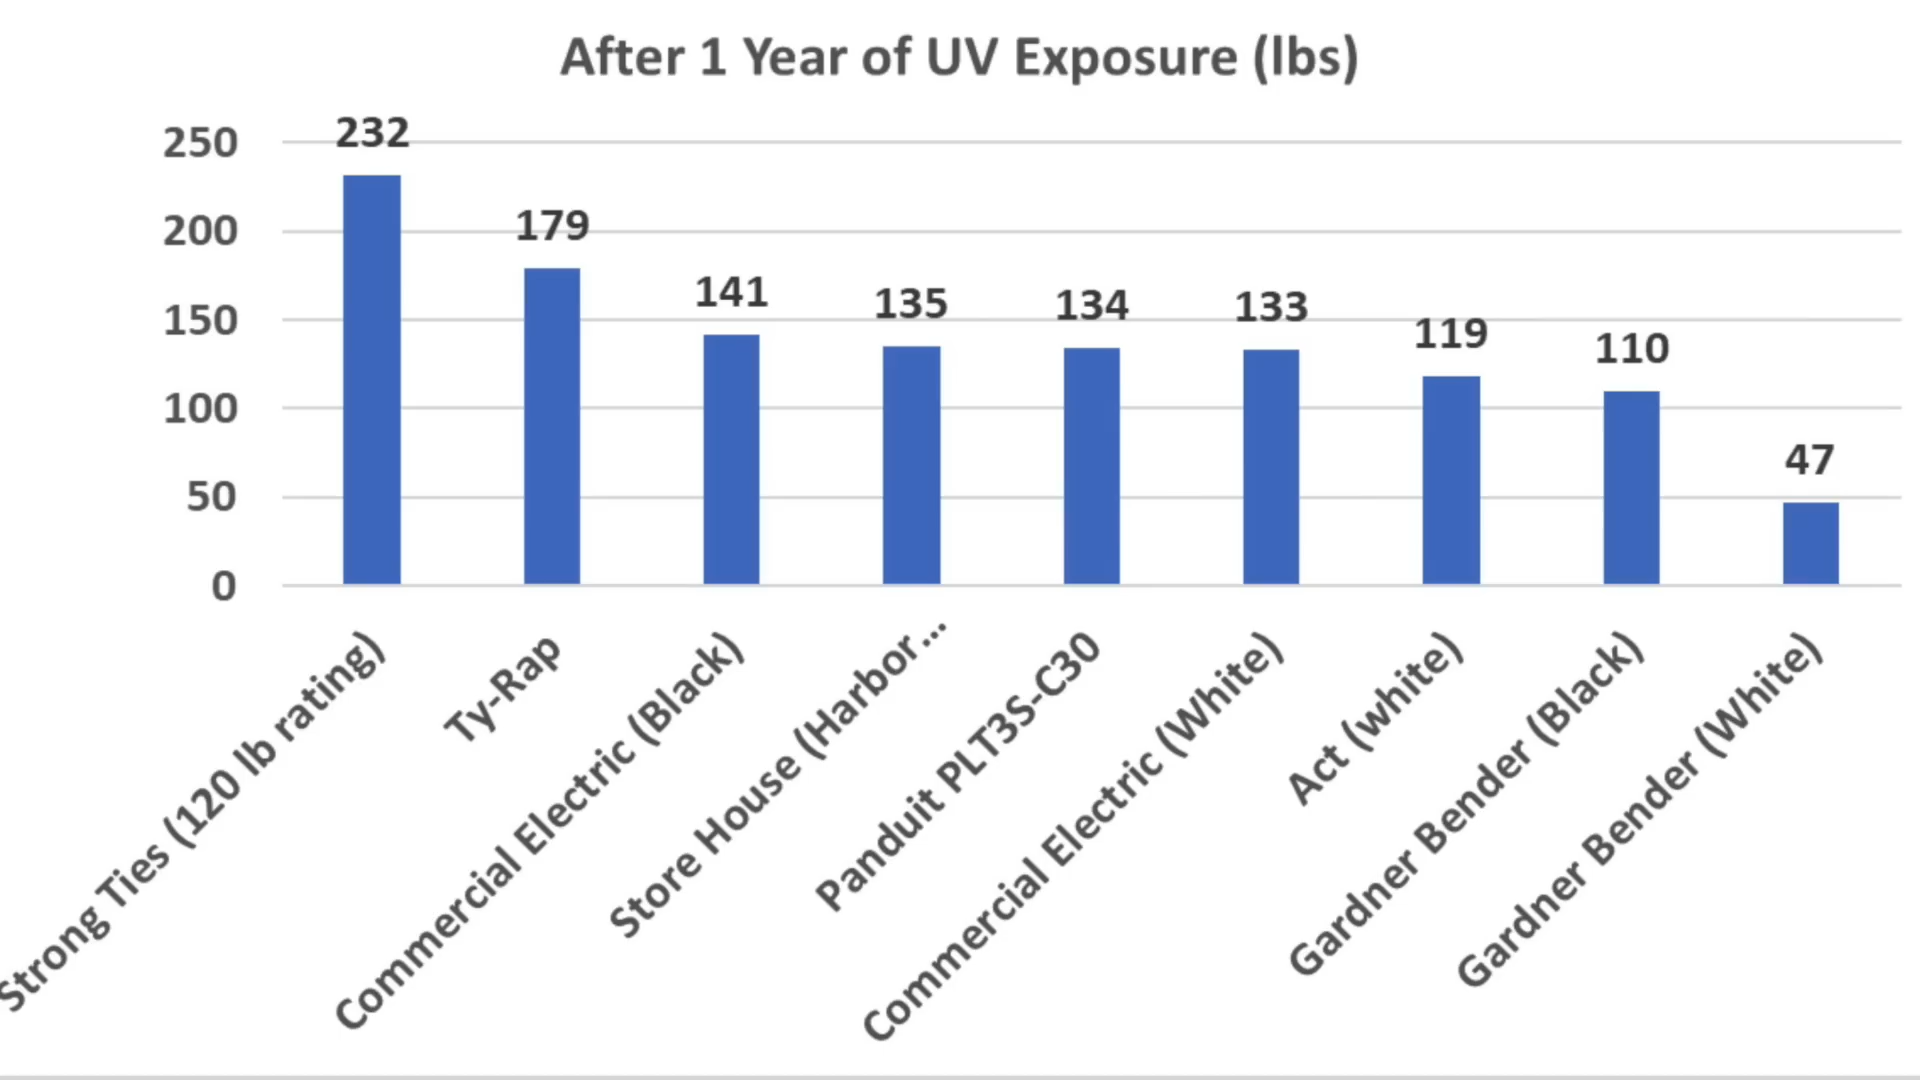 After 1 Year of UV Exposure (lbs)
250
200
150
100
50
0
232
179
141
135
134
133
119
110
47
Strong Ties (120 lb rating)
Ty-Rap
Commercial Electric (Black)
Store House (Harbor...
Panduit PLT3S-C30
Commercial Electric (White)
Act (white)
Gardner Bender (Black)
Gardner Bender (White)